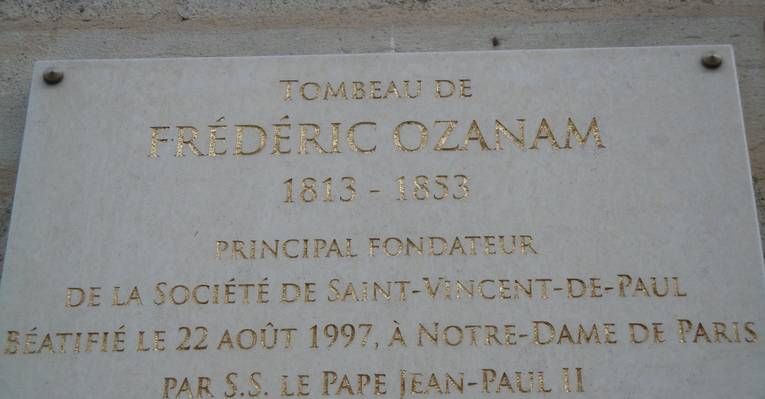 TOMBEAU DE
FRÉDÉRIC OZANAM
1813 - 1853
PRINCIPAL FONDATEUR
DE LA SOCIÉTÉ DE SAINT-VINCENT-DE-PAUL
BÉATIFIÉ LE 22 AOÛT 1997, À NOTRE-DAME DE PARIS
PAR S.S. LE PAPE JEAN-PAUL II